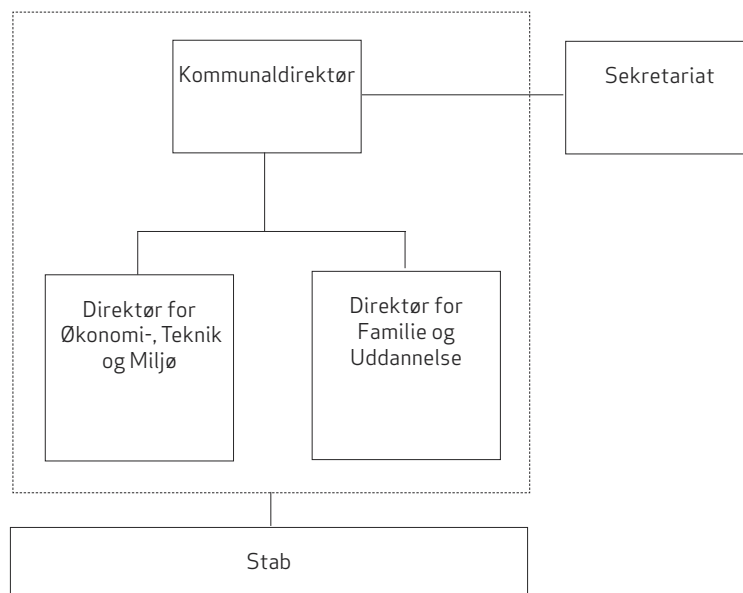 Kommunaldirektør
Sekretariat
Direktør for
Økonomi-, Teknik
og Miljø
Direktør for
Familie og
Uddannelse
Stab